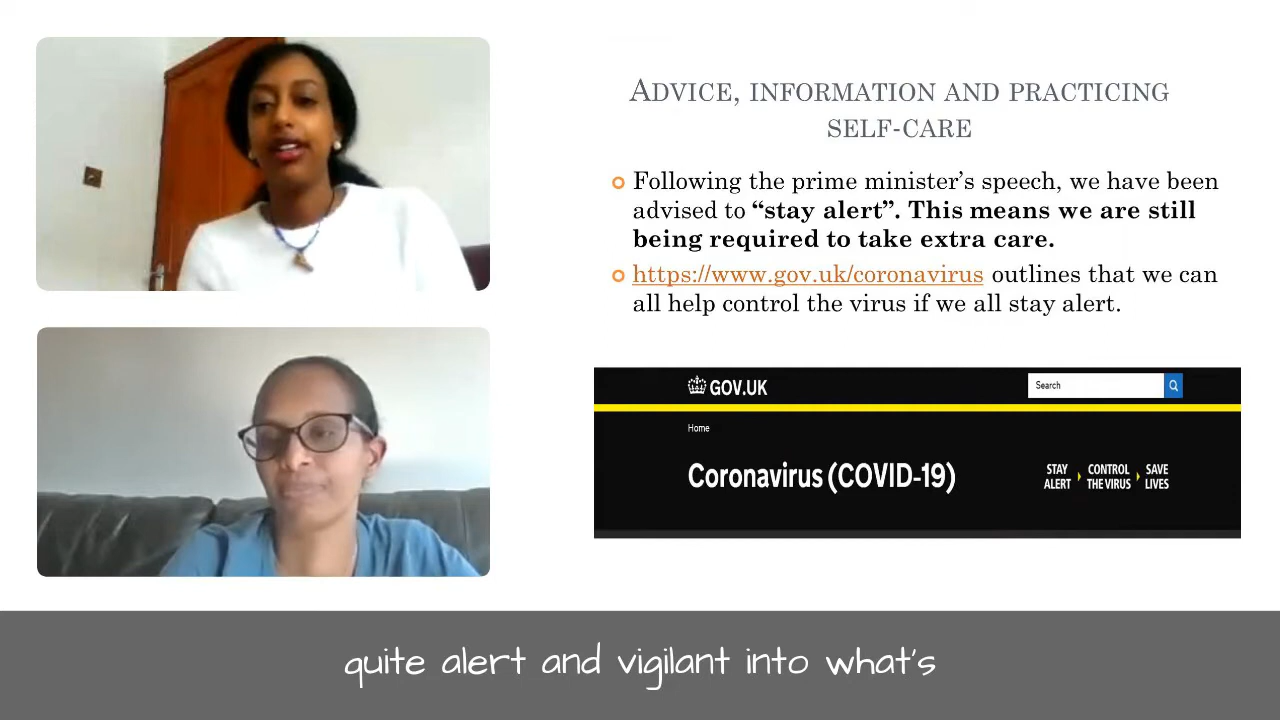 ADVICE, INFORMATION AND PRACTICING
SELF-CARE
Following the prime minister’s speech, we have been
advised to “stay alert”. This means we are still
being required to take extra care.
https://www.gov.uk/coronavirus outlines that we can
all help control the virus if we all stay alert.
GOV.UK
Search
Home
Coronavirus (COVID-19)
STAY ALERT
CONTROL THE VIRUS
SAVE LIVES
quite alert and vigilant into what's